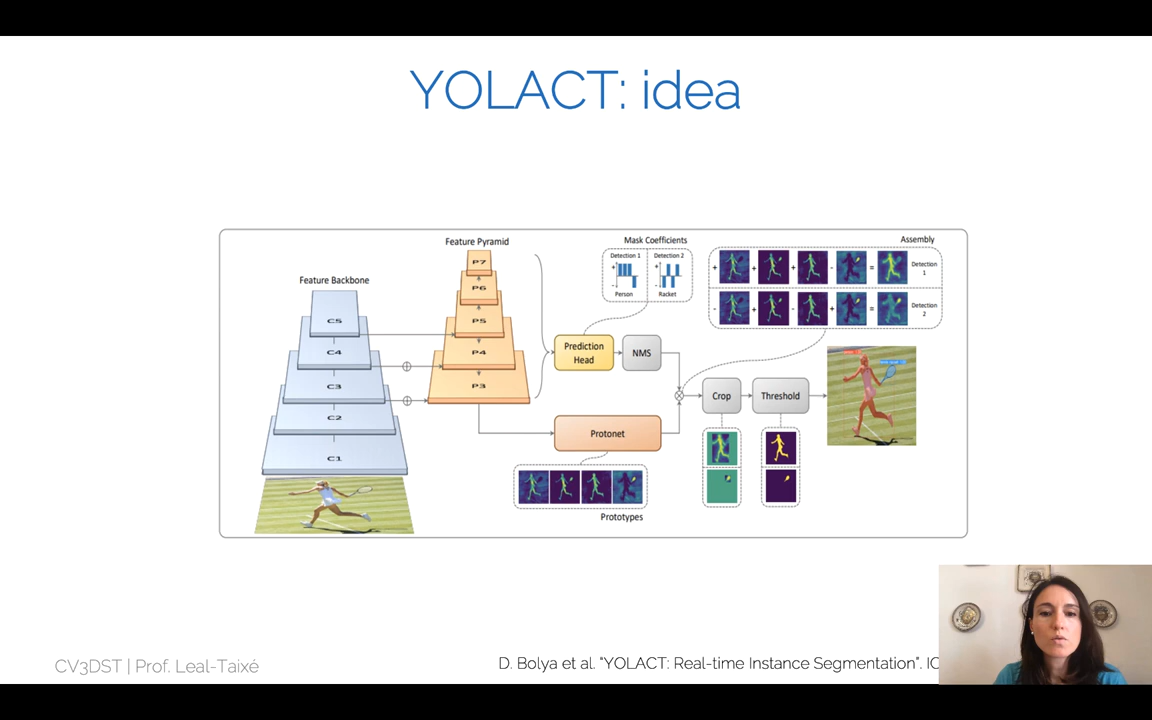 YOLACT: idea
Feature Backbone
C5
C4
C3
C2
C1
Feature Pyramid
P7
P6
P5
P4
P3
Mask Coefficients
Detection 1
Detection 2
+
-
+
-
Person
Racket
Prediction
Head
NMS
Protonet
Prototypes
Assembly
+ + + - =
Detection
1
- + - + =
Detection
2
Crop
Threshold
CV3DST | Prof. Leal-Taixé
D. Bolya et al. “YOLACT: Real-time Instance Segmentation”.